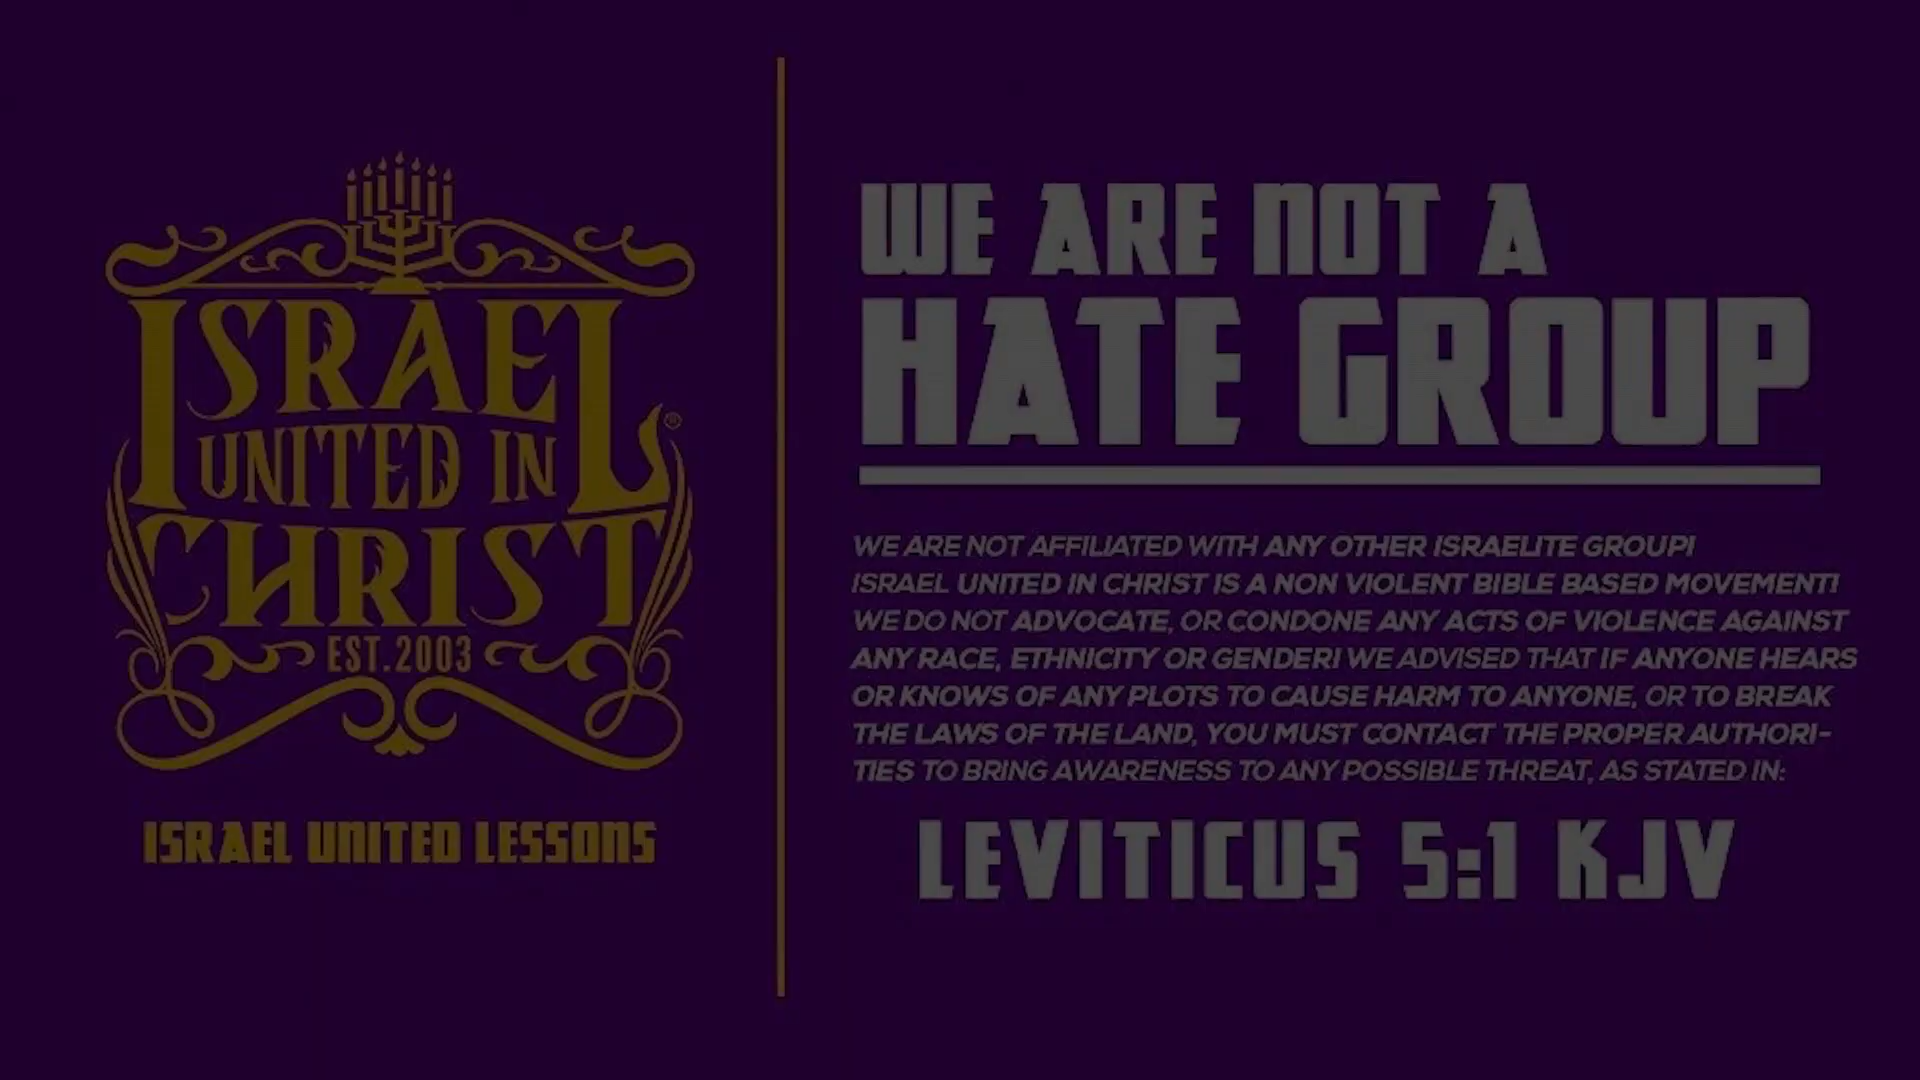 ISRAEL
UNITED IN
CHRIST
®
EST.2003
ISRAEL UNITED LESSONS
WE ARE NOT A
HATE GROUP
WE ARE NOT AFFILIATED WITH ANY OTHER ISRAELITE GROUP!
ISRAEL UNITED IN CHRIST IS A NON VIOLENT BIBLE BASED MOVEMENT!
WE DO NOT ADVOCATE, OR CONDONE ANY ACTS OF VIOLENCE AGAINST
ANY RACE, ETHNICITY OR GENDER! WE ADVISED THAT IF ANYONE HEARS
OR KNOWS OF ANY PLOTS TO CAUSE HARM TO ANYONE, OR TO BREAK
THE LAWS OF THE LAND, YOU MUST CONTACT THE PROPER AUTHORI-
TIES TO BRING AWARENESS TO ANY POSSIBLE THREAT, AS STATED IN:
LEVITICUS 5:1 KJV